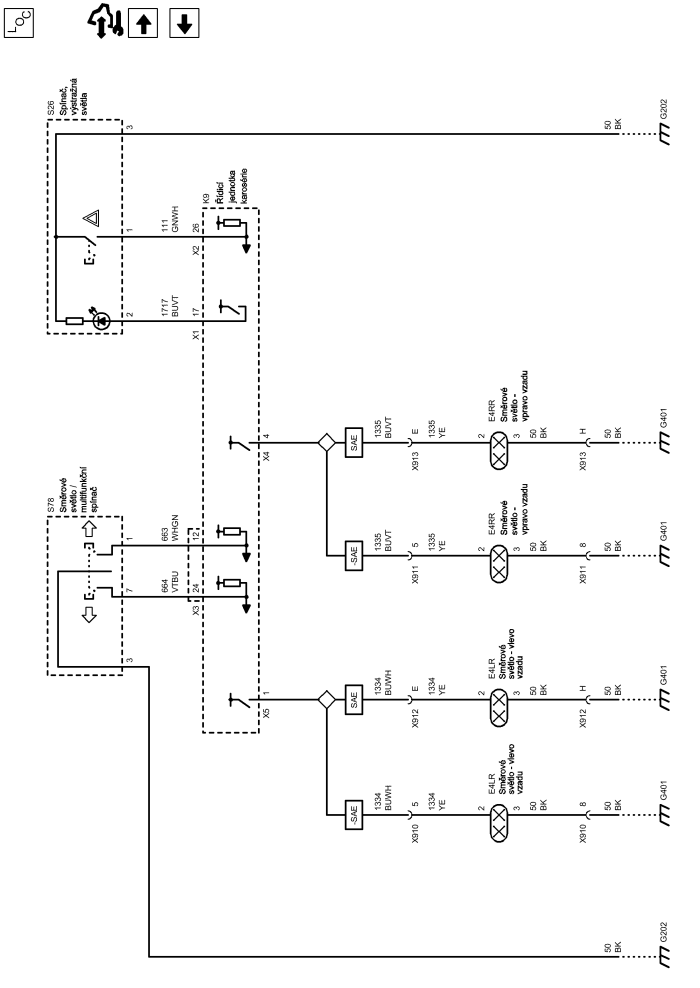 LOC
S26
Spínač,
výstražná
světla
3
1
2
111
GNWH
1717
BUVT
X2
26
X1
17
K9
Řídicí
jednotka
karosérie
50
BK
G202
S78
Směrové
světlo /
multifunkční
spínač
1
7
3
663
WHGN
664
VTBU
12
X3
24
X4
4
X5
1
SAE
1335
BUVT
X913
E
1335
YE
2
E4RR
Směrové
světlo -
vpravo vzadu
3
50
BK
X913
H
50
BK
G401
-SAE
1335
BUVT
X911
5
1335
YE
2
E4RR
Směrové
světlo -
vpravo vzadu
3
50
BK
X911
8
50
BK
G401
SAE
1334
BUWH
X912
E
1334
YE
2
E4LR
Směrové
světlo - vlevo
vzadu
3
50
BK
X912
H
50
BK
G401
-SAE
1334
BUWH
X910
5
1334
YE
2
E4LR
Směrové
světlo - vlevo
vzadu
3
50
BK
X910
8
50
BK
G401
50
BK
G202